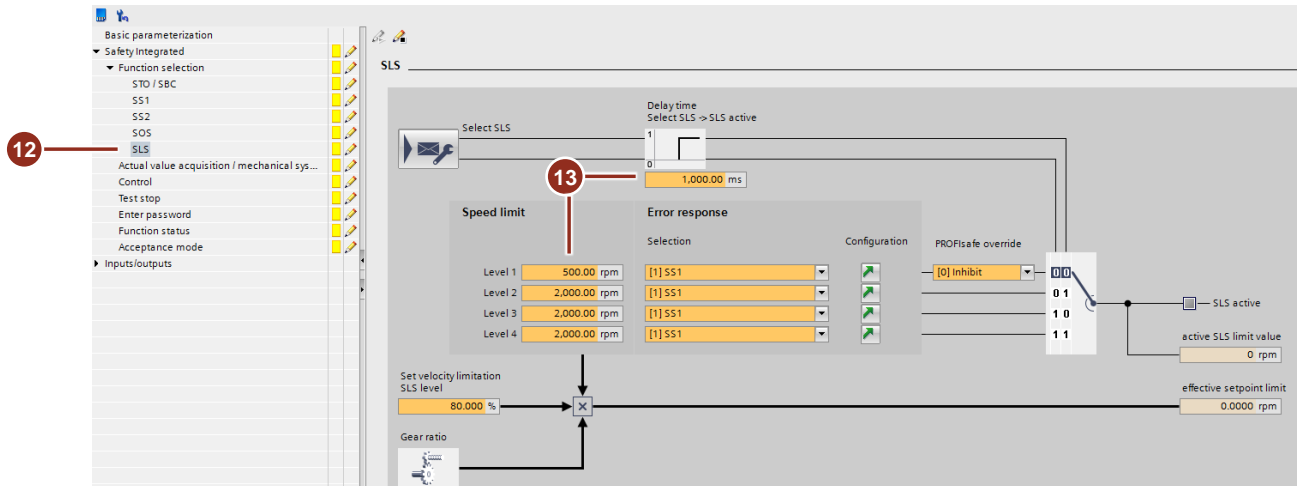 Basic parameterization
Safety Integrated
Function selection
STO / SBC
SS1
SS2
SOS
SLS
Actual value acquisition / mechanical sys...
Control
Test stop
Enter password
Function status
Acceptance mode
Inputs/outputs
12
SLS
Select SLS
Delay time
Select SLS -> SLS active
1
0
1,000.00 ms
13
Speed limit
Error response
Selection
Configuration
PROFIsafe override
Level 1 500.00 rpm [1] SS1 [0] Inhibit 0 0
Level 2 2,000.00 rpm [1] SS1 0 1
Level 3 2,000.00 rpm [1] SS1 1 0
Level 4 2,000.00 rpm [1] SS1 1 1
SLS active
active SLS limit value
0 rpm
Set velocity limitation
SLS level
80.000 %
×
effective setpoint limit
0.0000 rpm
Gear ratio